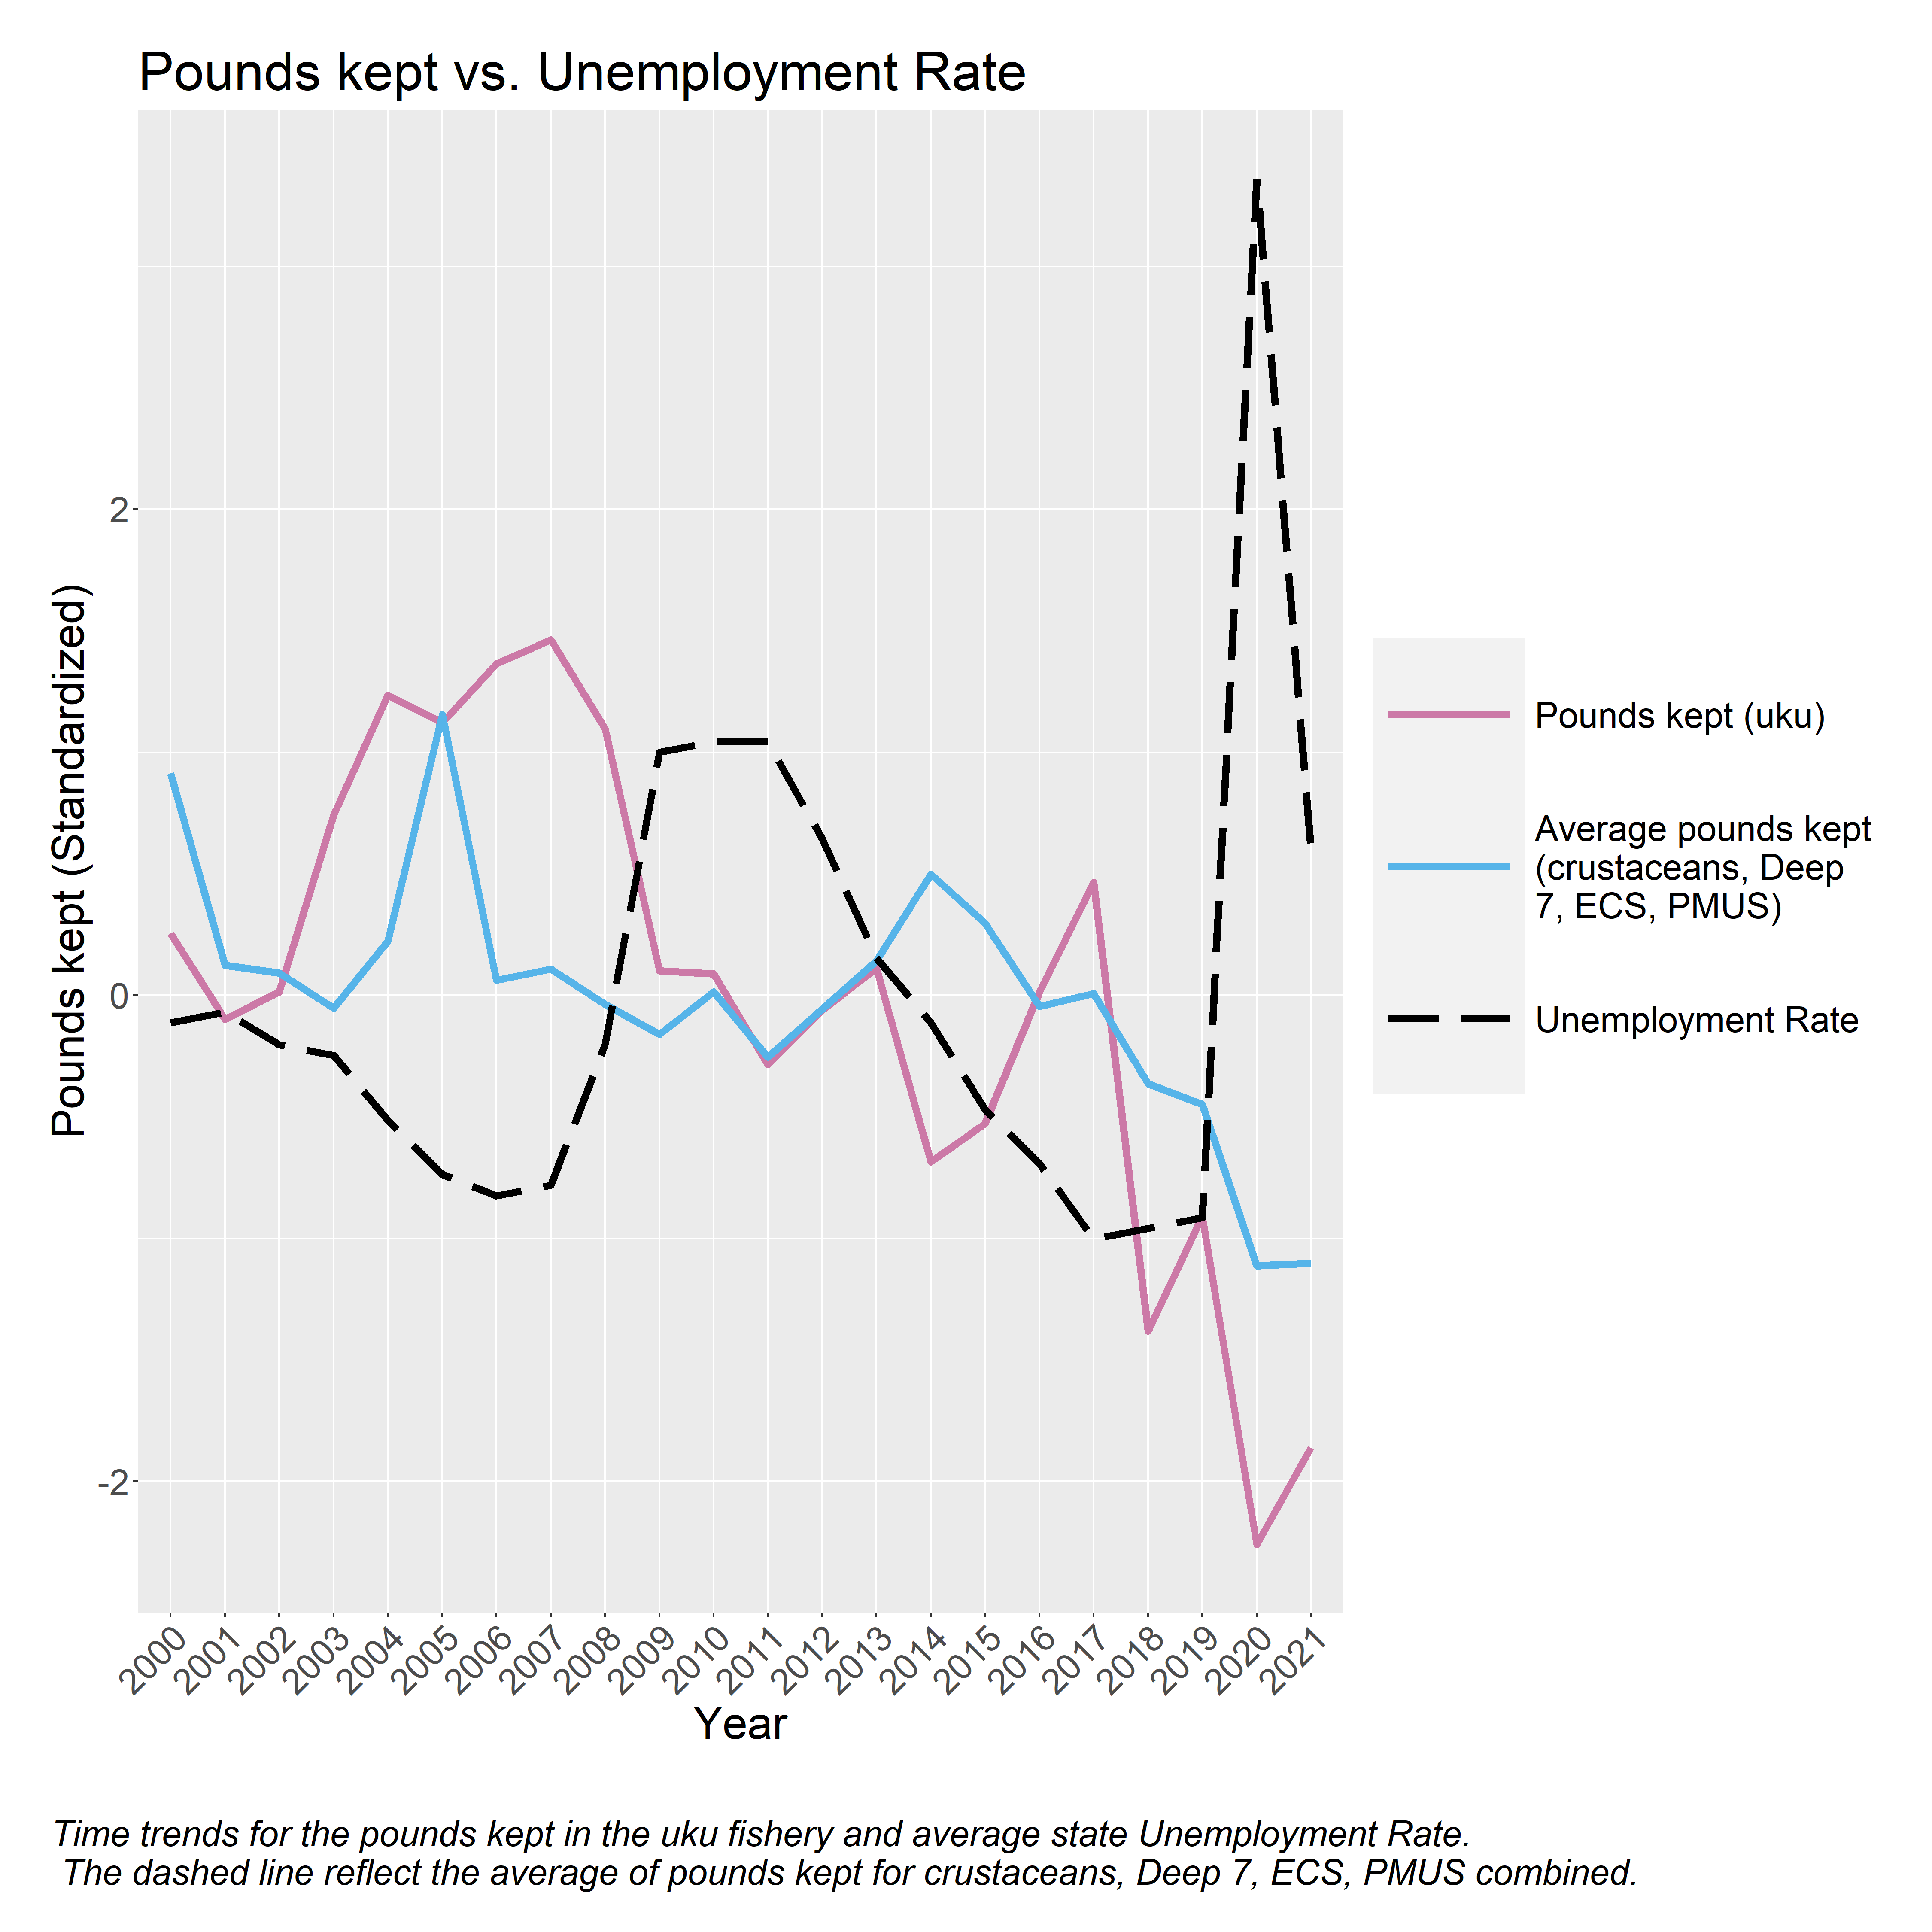 Pounds kept vs. Unemployment Rate
Pounds kept (Standardized)
2
0
-2
2000
2001
2002
2003
2004
2005
2006
2007
2008
2009
2010
2011
2012
2013
2014
2015
2016
2017
2018
2019
2020
2021
Year
Pounds kept (uku)
Average pounds kept
(crustaceans, Deep
7, ECS, PMUS)
Unemployment Rate
Time trends for the pounds kept in the uku fishery and average state Unemployment Rate.
The dashed line reflect the average of pounds kept for crustaceans, Deep 7, ECS, PMUS combined.